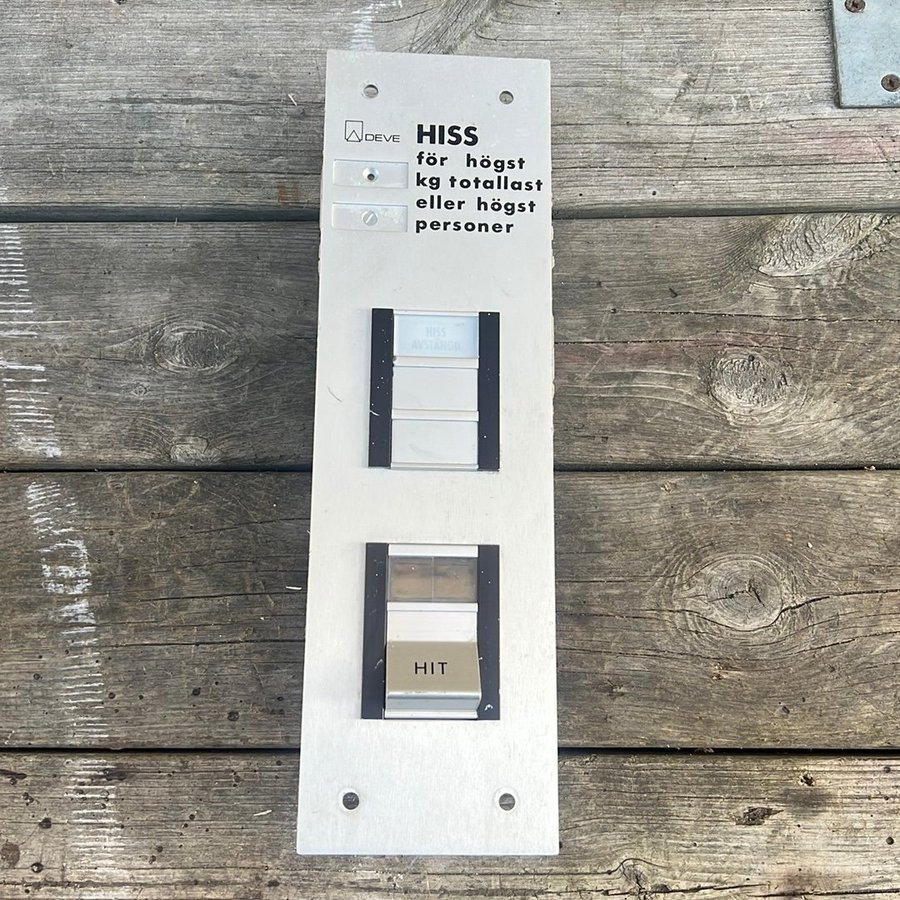 DEVE
HISS
för högst
kg totallast
eller högst
personer
HISS
AVSTÄNGD
HIT